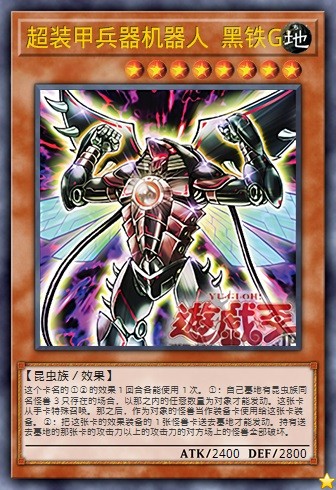 超装甲兵器机器人 黑铁G
地
YU-GI-OH!
遊戯王
【昆虫族／效果】
这个卡名的①②的效果１回合各能使用１次。①：自己墓地有昆虫族同
名怪兽３只存在的场合，以那之内的任意数量为对象才能发动。这张卡
从手卡特殊召唤。那之后，作为对象的怪兽当作装备卡使用给这张卡装
备。②：把这张卡的效果装备的１张怪兽卡送去墓地才能发动。持有送
去墓地的那张卡的攻击力以上的攻击力的对方场上的怪兽全部破坏。
ATK/2400 DEF/2800